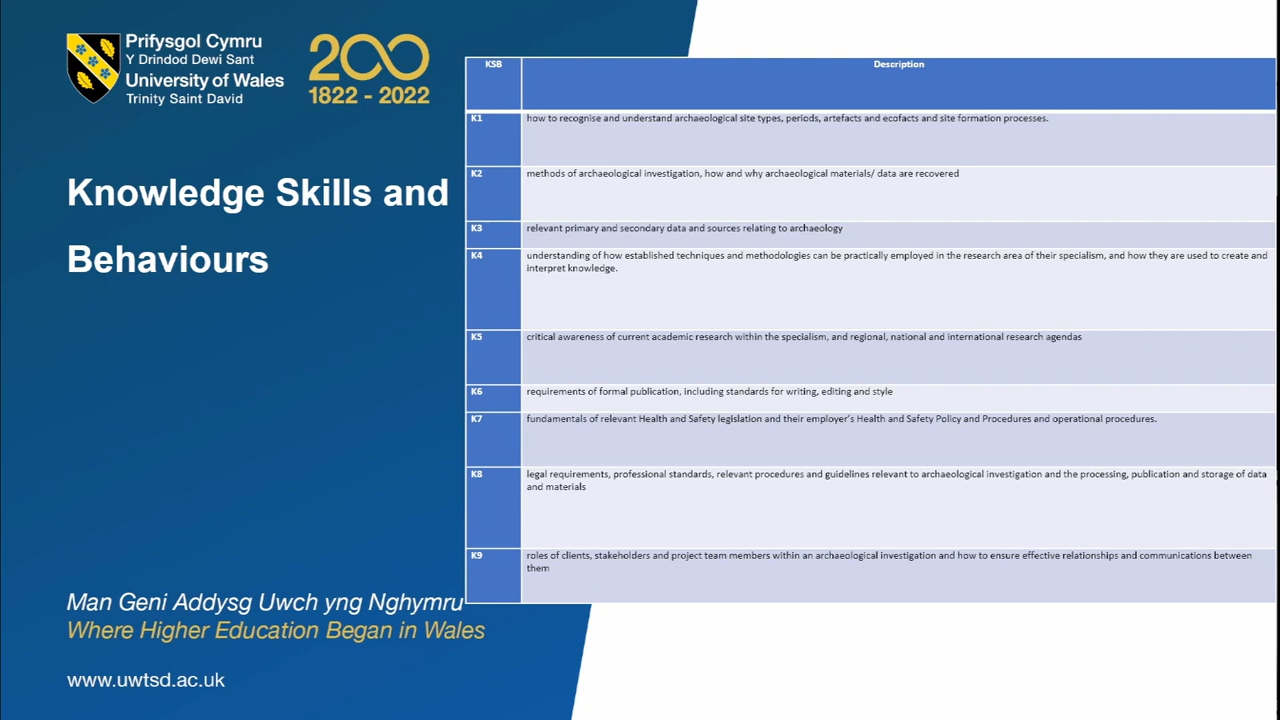 Prifysgol Cymru
Y Drindod Dewi Sant
University of Wales
Trinity Saint David
200
1822 - 2022
Knowledge Skills and
Behaviours
KSB Description
K1 how to recognise and understand archaeological site types, periods, artefacts and ecofacts and site formation processes.
K2 methods of archaeological investigation, how and why archaeological materials/ data are recovered
K3 relevant primary and secondary data and sources relating to archaeology
K4 understanding of how established techniques and methodologies can be practically employed in the research area of their specialism, and how they are used to create and
interpret knowledge.
K5 critical awareness of current academic research within the specialism, and regional, national and international research agendas
K6 requirements of formal publication, including standards for writing, editing and style
K7 fundamentals of relevant Health and Safety legislation and their employer's Health and Safety Policy and Procedures and operational procedures.
K8 legal requirements, professional standards, relevant procedures and guidelines relevant to archaeological investigation and the processing, publication and storage of data
and materials
K9 roles of clients, stakeholders and project team members within an archaeological investigation and how to ensure effective relationships and communications between
them
Man Geni Addysg Uwch yng Nghymru
Where Higher Education Began in Wales
www.uwtsd.ac.uk